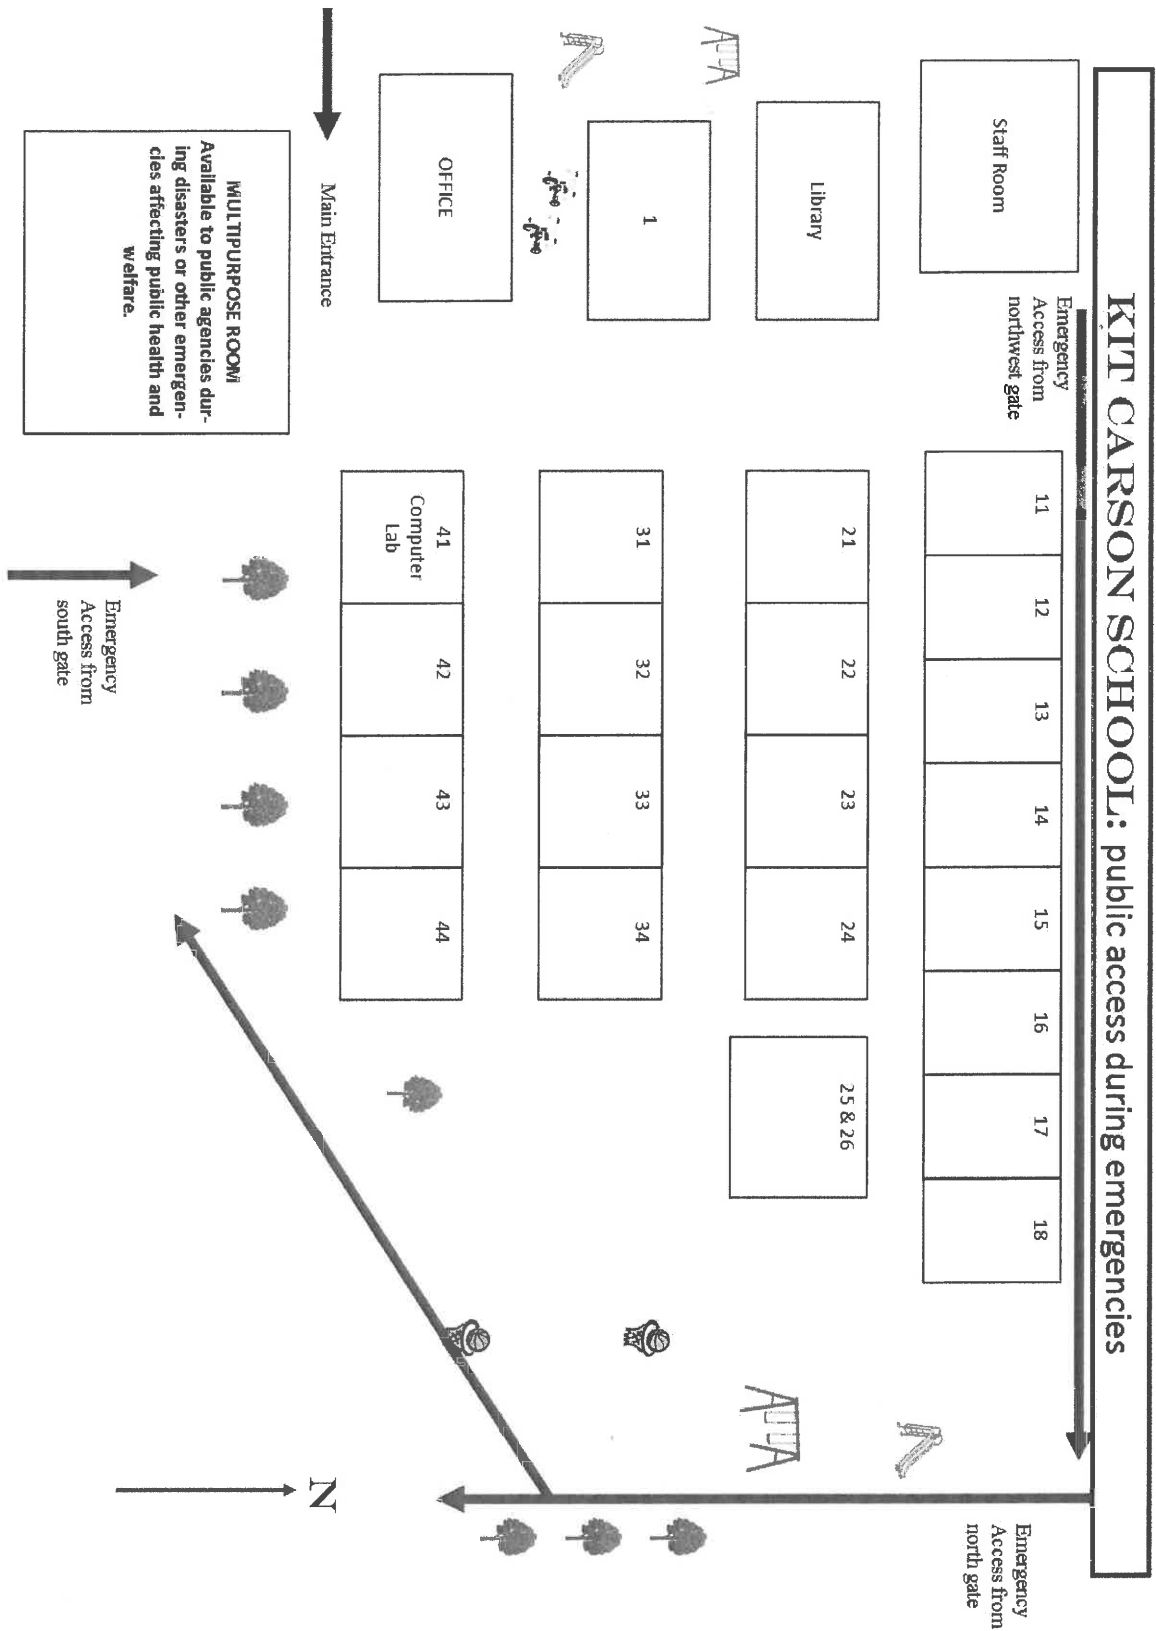 KIT CARSON SCHOOL: public access during emergencies
Staff Room
Emergency
Access from
northwest gate
11
12
13
14
15
16
17
18
Emergency
Access from
north gate
Library
21
22
23
24
25 & 26
1
31
32
33
34
OFFICE
41
Computer
Lab
42
43
44
Main Entrance
N
MULTIPURPOSE ROOM
Available to public agencies dur-
ing disasters or other emergen-
cies affecting public health and
welfare.
Emergency
Access from
south gate